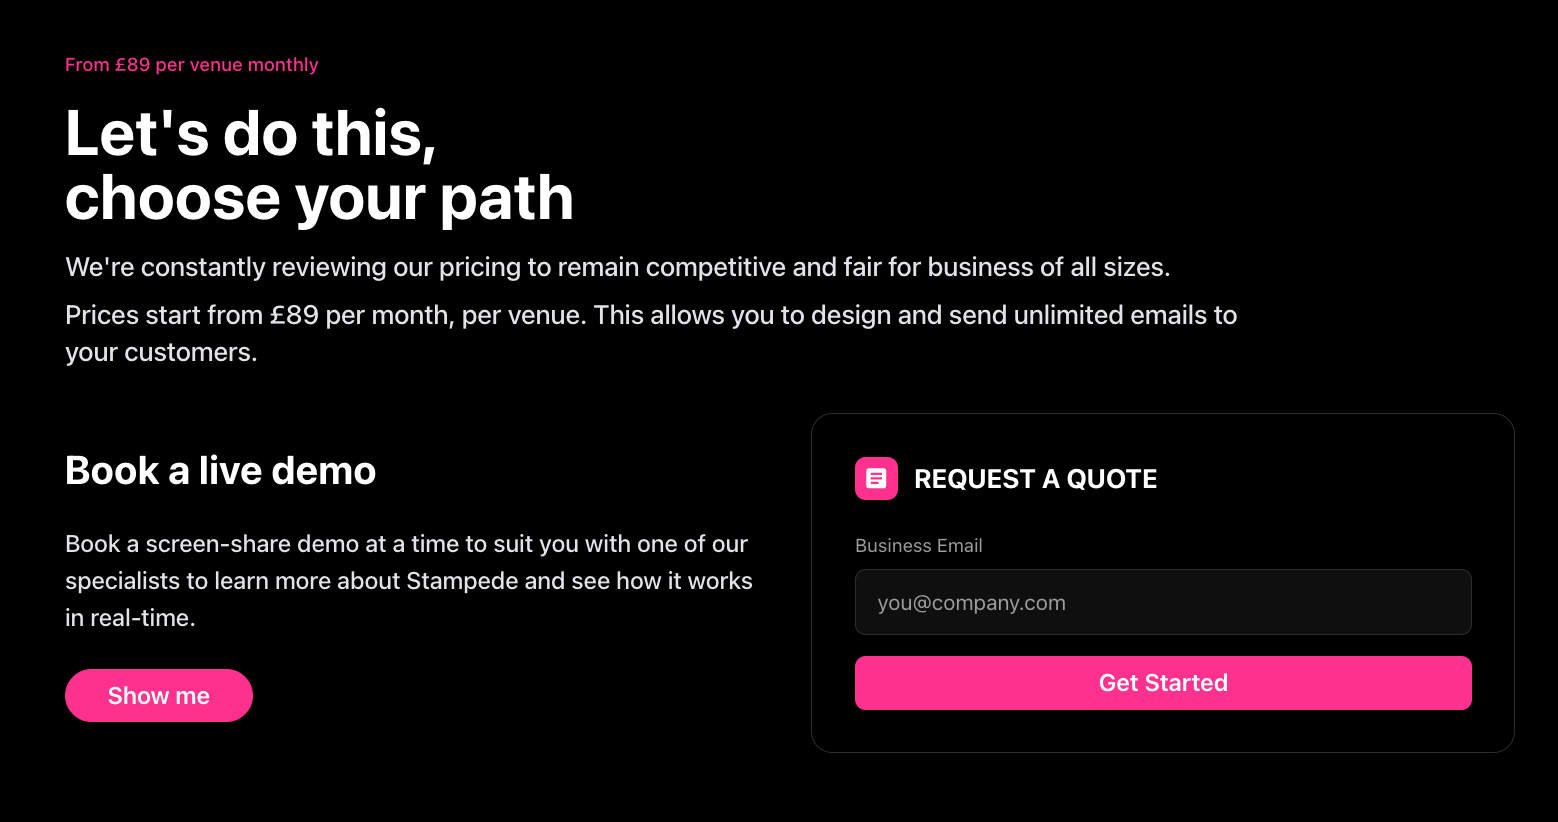 From £89 per venue monthly
Let's do this,
choose your path
We're constantly reviewing our pricing to remain competitive and fair for business of all sizes.
Prices start from £89 per month, per venue. This allows you to design and send unlimited emails to
your customers.
Book a live demo
Book a screen-share demo at a time to suit you with one of our
specialists to learn more about Stampede and see how it works
in real-time.
Show me
REQUEST A QUOTE
Business Email
you@company.com
Get Started